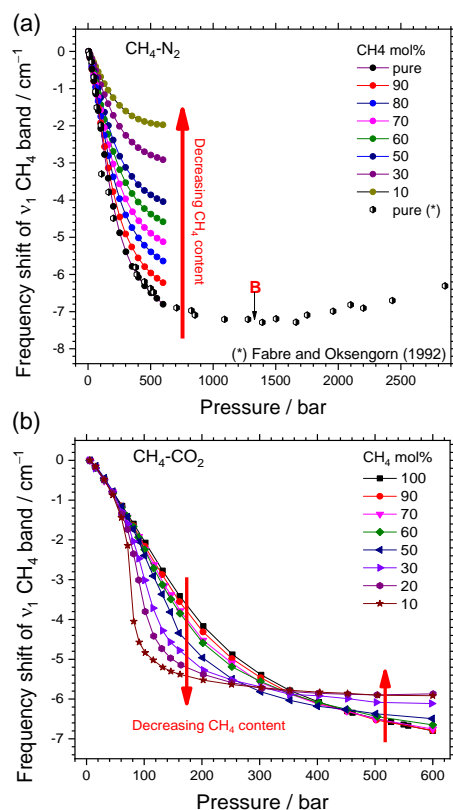 (a)
CH₄-N₂
CH4 mol%
pure
90
80
70
60
50
30
10
pure (*)
Decreasing CH₄ content
B
(*) Fabre and Oksengorn (1992)
Frequency shift of ν₁ CH₄ band / cm⁻¹
0
-1
-2
-3
-4
-5
-6
-7
-8
0 500 1000 1500 2000 2500
Pressure / bar
(b)
CH₄-CO₂
CH₄ mol%
100
90
70
60
50
30
20
10
Decreasing CH₄ content
Frequency shift of ν₁ CH₄ band / cm⁻¹
0
-1
-2
-3
-4
-5
-6
-7
0 100 200 300 400 500 600
Pressure / bar